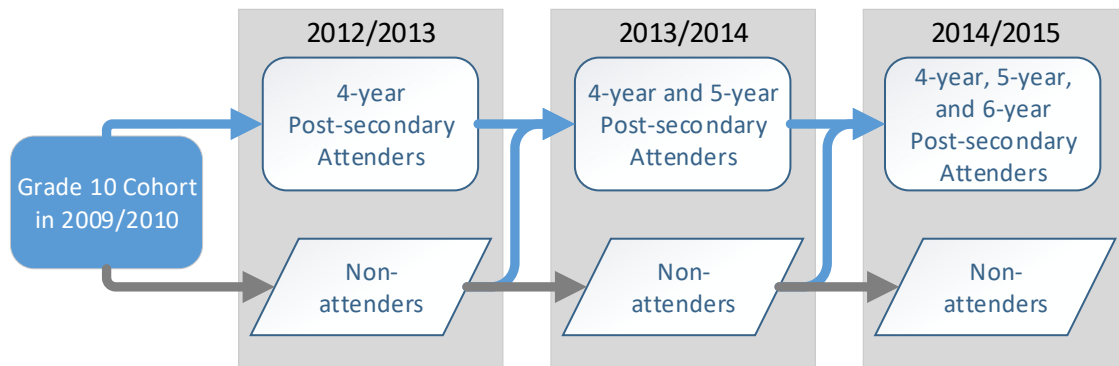 2012/2013
2013/2014
2014/2015
4-year
Post-secondary
Attenders
4-year and 5-year
Post-secondary
Attenders
4-year, 5-year,
and 6-year
Post-secondary
Attenders
Grade 10 Cohort
in 2009/2010
Non-
attenders
Non-
attenders
Non-
attenders